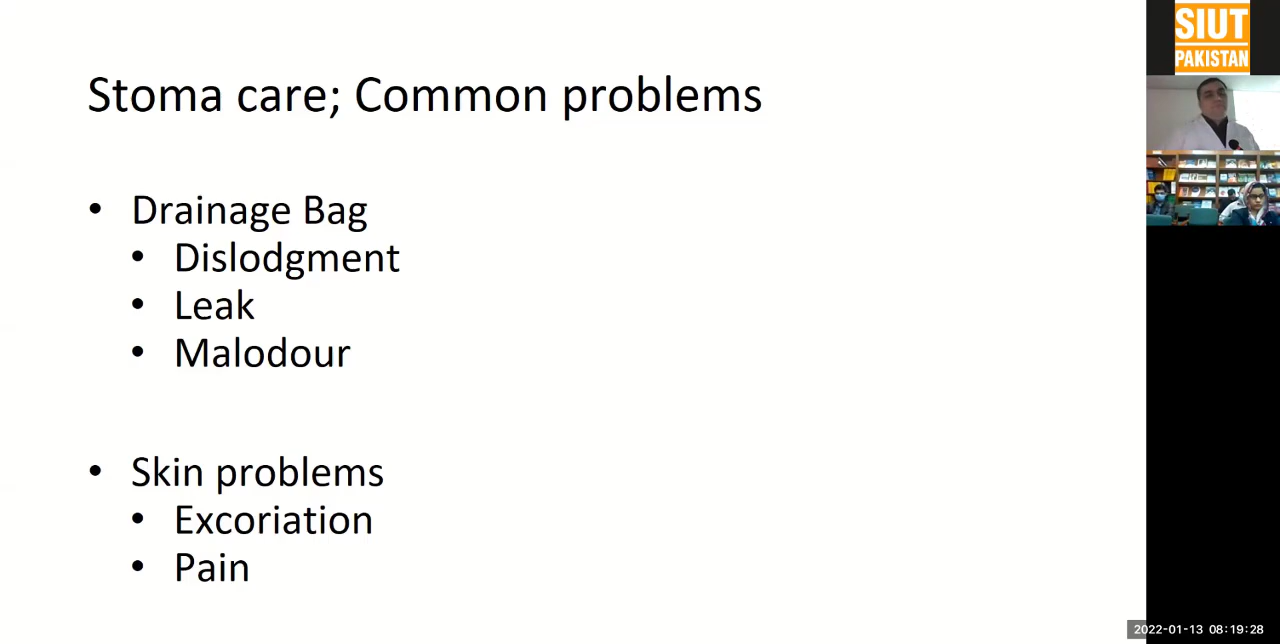 Stoma care; Common problems
• Drainage Bag
• Dislodgment
• Leak
• Malodour
• Skin problems
• Excoriation
• Pain
SIUT
PAKISTAN
2022-01-13 08:19:28